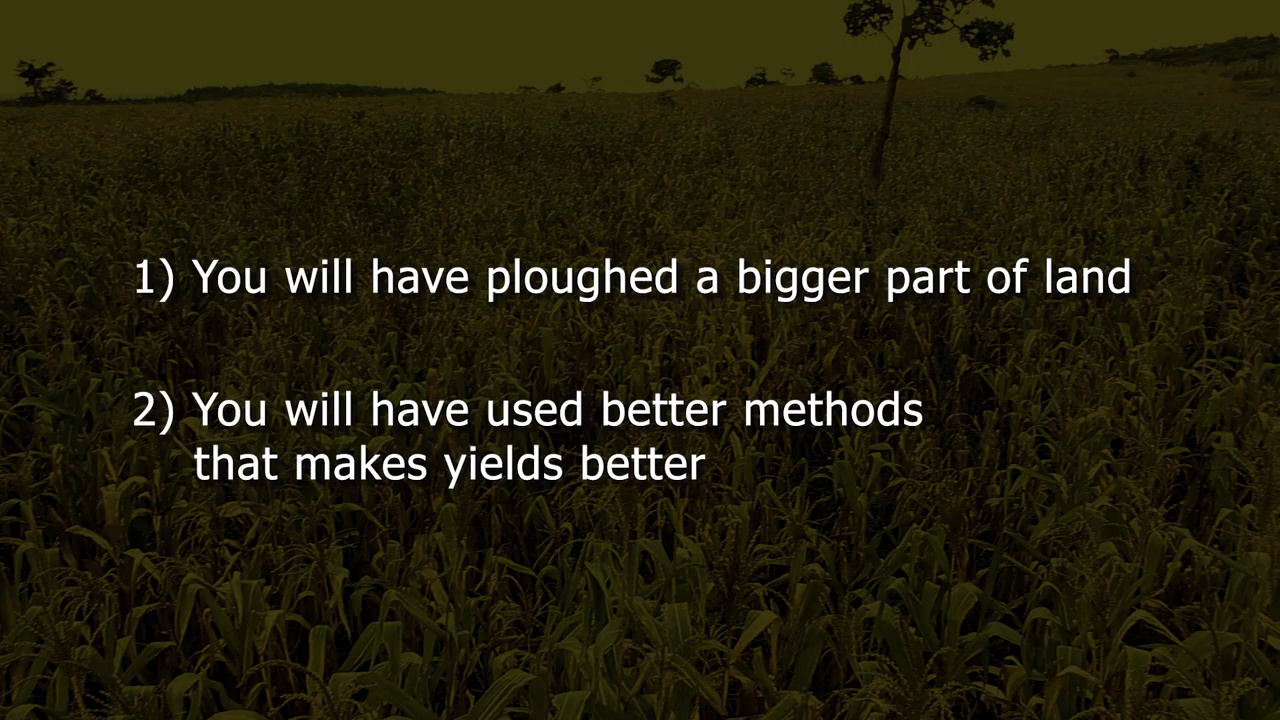 1) You will have ploughed a bigger part of land
2) You will have used better methods
that makes yields better